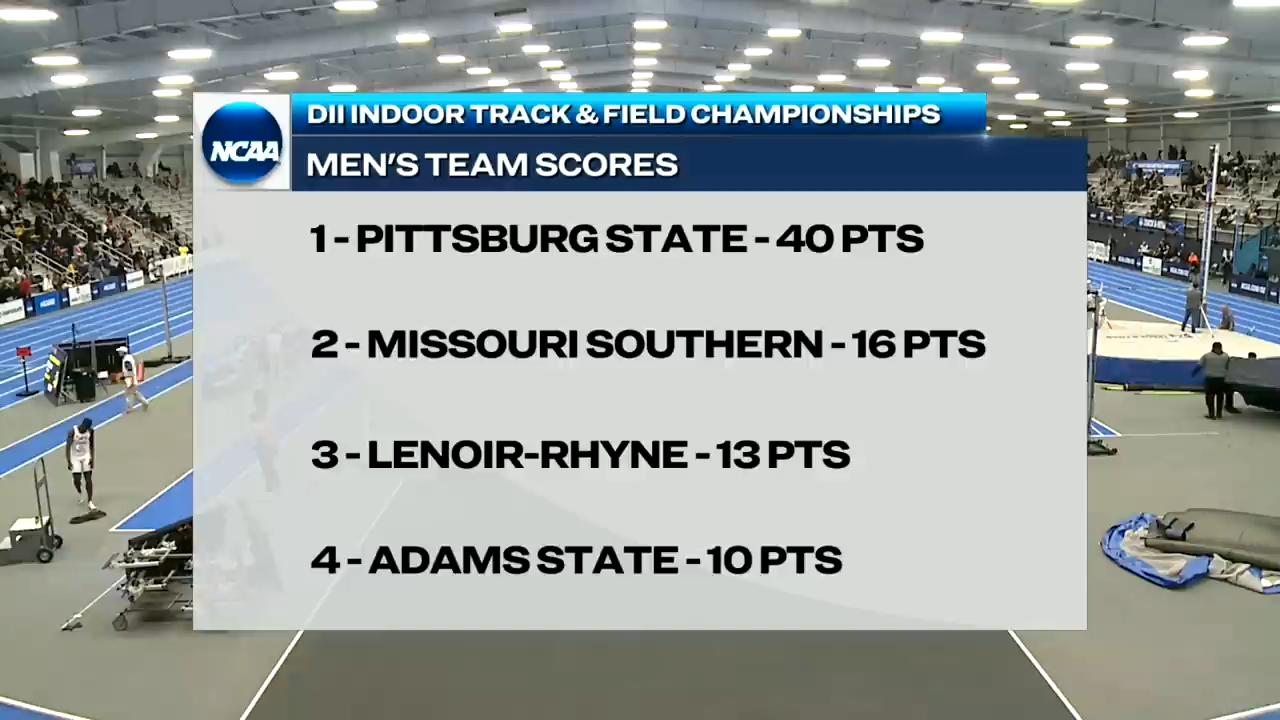 NCAA
DII INDOOR TRACK & FIELD CHAMPIONSHIPS
MEN'S TEAM SCORES
1 - PITTSBURG STATE - 40 PTS
2 - MISSOURI SOUTHERN - 16 PTS
3 - LENOIR-RHYNE - 13 PTS
4 - ADAMS STATE - 10 PTS